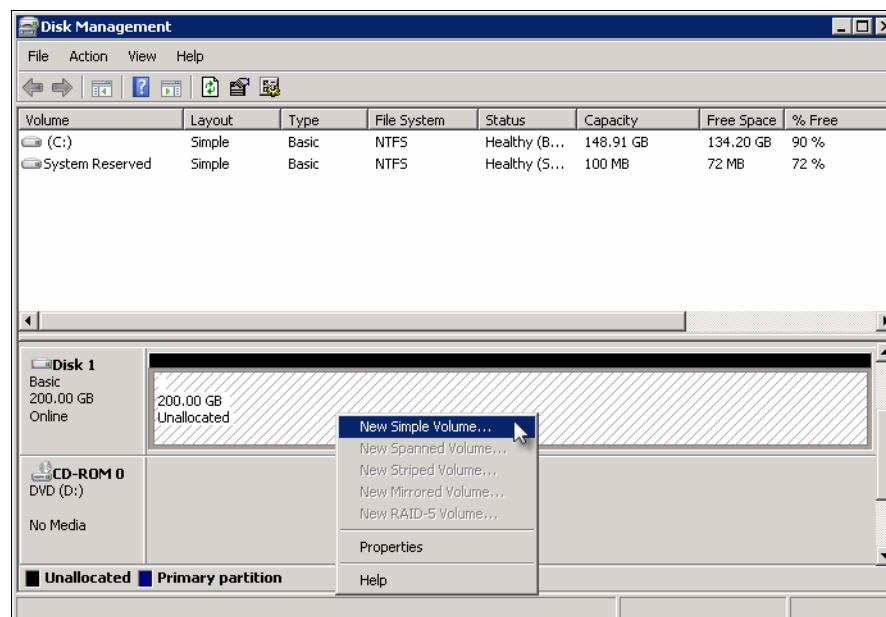 Disk Management
File Action View Help
Volume Layout Type File System Status Capacity Free Space % Free
(C:) Simple Basic NTFS Healthy (B... 148.91 GB 134.20 GB 90 %
System Reserved Simple Basic NTFS Healthy (S... 100 MB 72 MB 72 %
Disk 1
Basic
200.00 GB
Online
200.00 GB
Unallocated
New Simple Volume...
New Spanned Volume...
New Striped Volume...
New Mirrored Volume...
New RAID-5 Volume...
Properties
Help
CD-ROM 0
DVD (D:)
No Media
Unallocated Primary partition